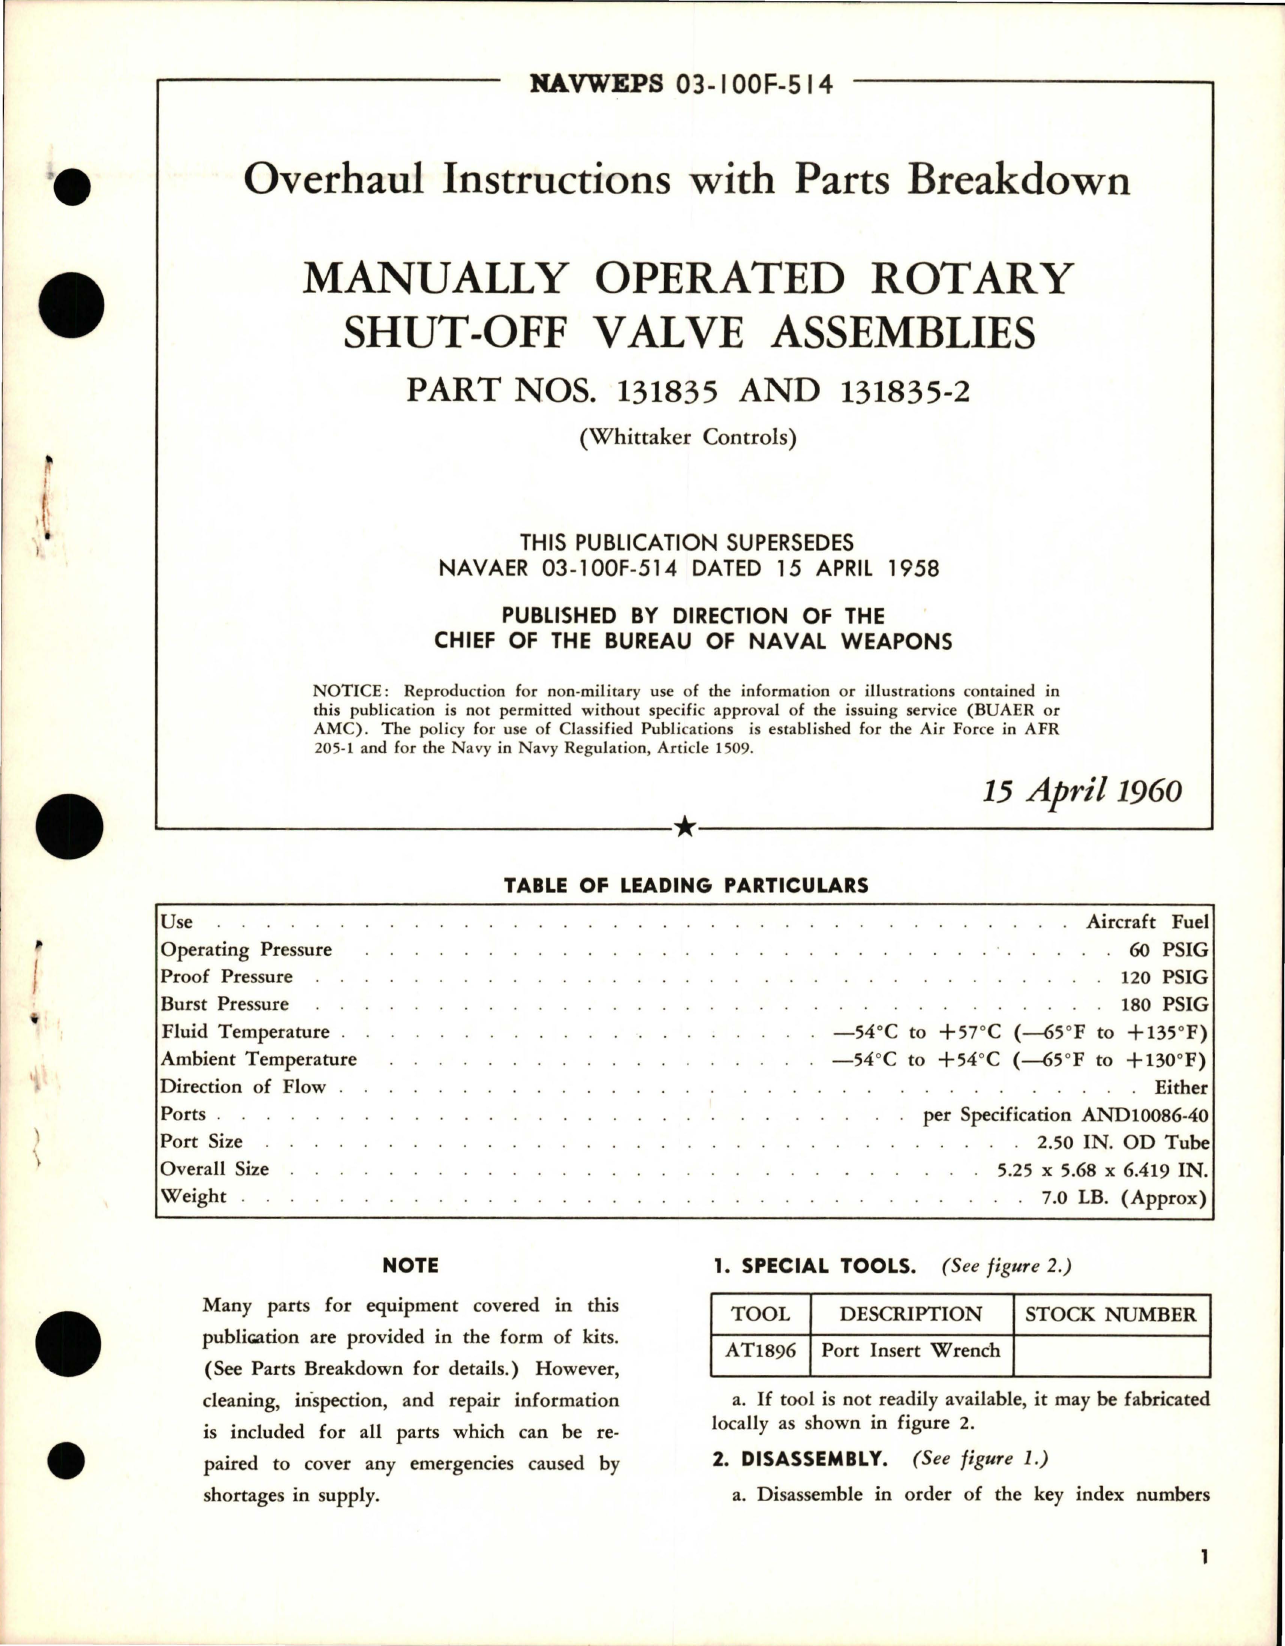 NAVWEPS 03-100F-514
Overhaul Instructions with Parts Breakdown
MANUALLY OPERATED ROTARY
SHUT-OFF VALVE ASSEMBLIES
PART NOS. 131835 AND 131835-2
(Whittaker Controls)
THIS PUBLICATION SUPERSEDES
NAVAER 03-100F-514 DATED 15 APRIL 1958
PUBLISHED BY DIRECTION OF THE
CHIEF OF THE BUREAU OF NAVAL WEAPONS
NOTICE: Reproduction for non-military use of the information or illustrations contained in
this publication is not permitted without specific approval of the issuing service (BUAER or
AMC). The policy for use of Classified Publications is established for the Air Force in AFR
205-1 and for the Navy in Navy Regulation, Article 1509.
15 April 1960
TABLE OF LEADING PARTICULARS
Use . . . . . Aircraft Fuel
Operating Pressure . . . . . 60 PSIG
Proof Pressure . . . . . 120 PSIG
Burst Pressure . . . . . 180 PSIG
Fluid Temperature . . . . . —54°C to +57°C (—65°F to +135°F)
Ambient Temperature . . . . . —54°C to +54°C (—65°F to +130°F)
Direction of Flow . . . . . Either
Ports . . . . . per Specification AND10086-40
Port Size . . . . . 2.50 IN. OD Tube
Overall Size . . . . . 5.25 x 5.68 x 6.419 IN.
Weight . . . . . 7.0 LB. (Approx)
NOTE
Many parts for equipment covered in this
publication are provided in the form of kits.
(See Parts Breakdown for details.) However,
cleaning, inspection, and repair information
is included for all parts which can be re-
paired to cover any emergencies caused by
shortages in supply.
1. SPECIAL TOOLS. (See figure 2.)
TOOL DESCRIPTION STOCK NUMBER
AT1896 Port Insert Wrench
a. If tool is not readily available, it may be fabricated
locally as shown in figure 2.
2. DISASSEMBLY. (See figure 1.)
a. Disassemble in order of the key index numbers
1